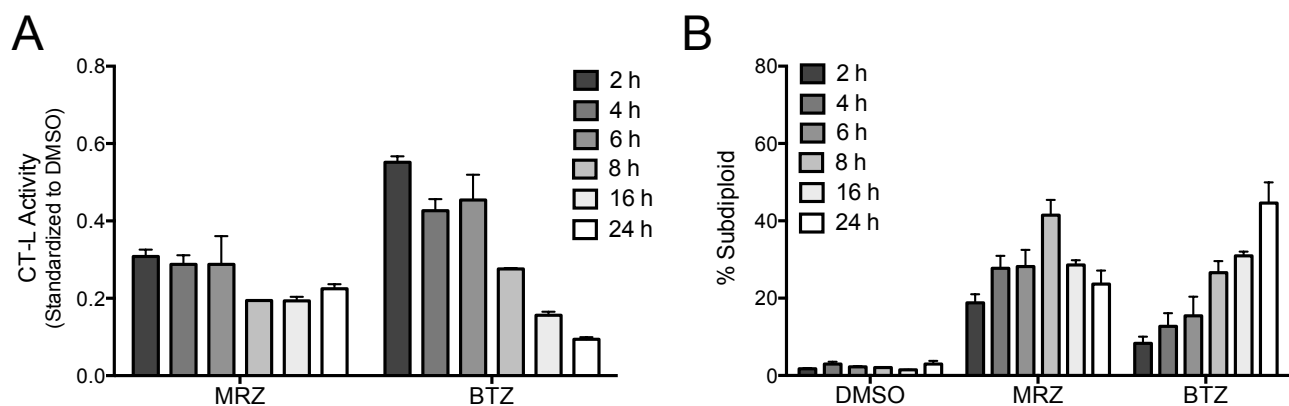 A
CT-L Activity
(Standardized to DMSO)
0.8
0.6
0.4
0.2
0.0
MRZ
BTZ
2 h
4 h
6 h
8 h
16 h
24 h
B
% Subdiploid
80
60
40
20
0
2 h
4 h
6 h
8 h
16 h
24 h
DMSO
MRZ
BTZ